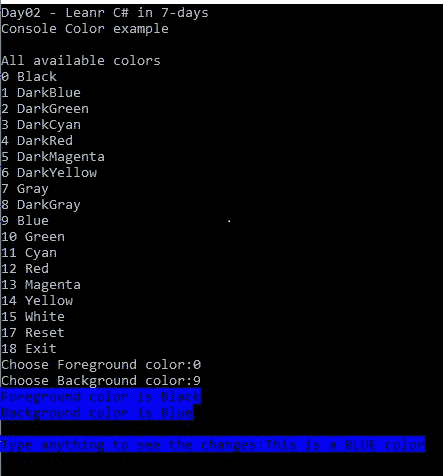 Day02 - Leanr C# in 7-days
Console Color example
All available colors
0 Black
1 DarkBlue
2 DarkGreen
3 DarkCyan
4 DarkRed
5 DarkMagenta
6 DarkYellow
7 Gray
8 DarkGray
9 Blue
10 Green
11 Cyan
12 Red
13 Magenta
14 Yellow
15 White
17 Reset
18 Exit
Choose Foreground color:0
Choose Background color:9
Foreground color is Black
Background color is Blue
Type anything to see the changes:This is a BLUE color